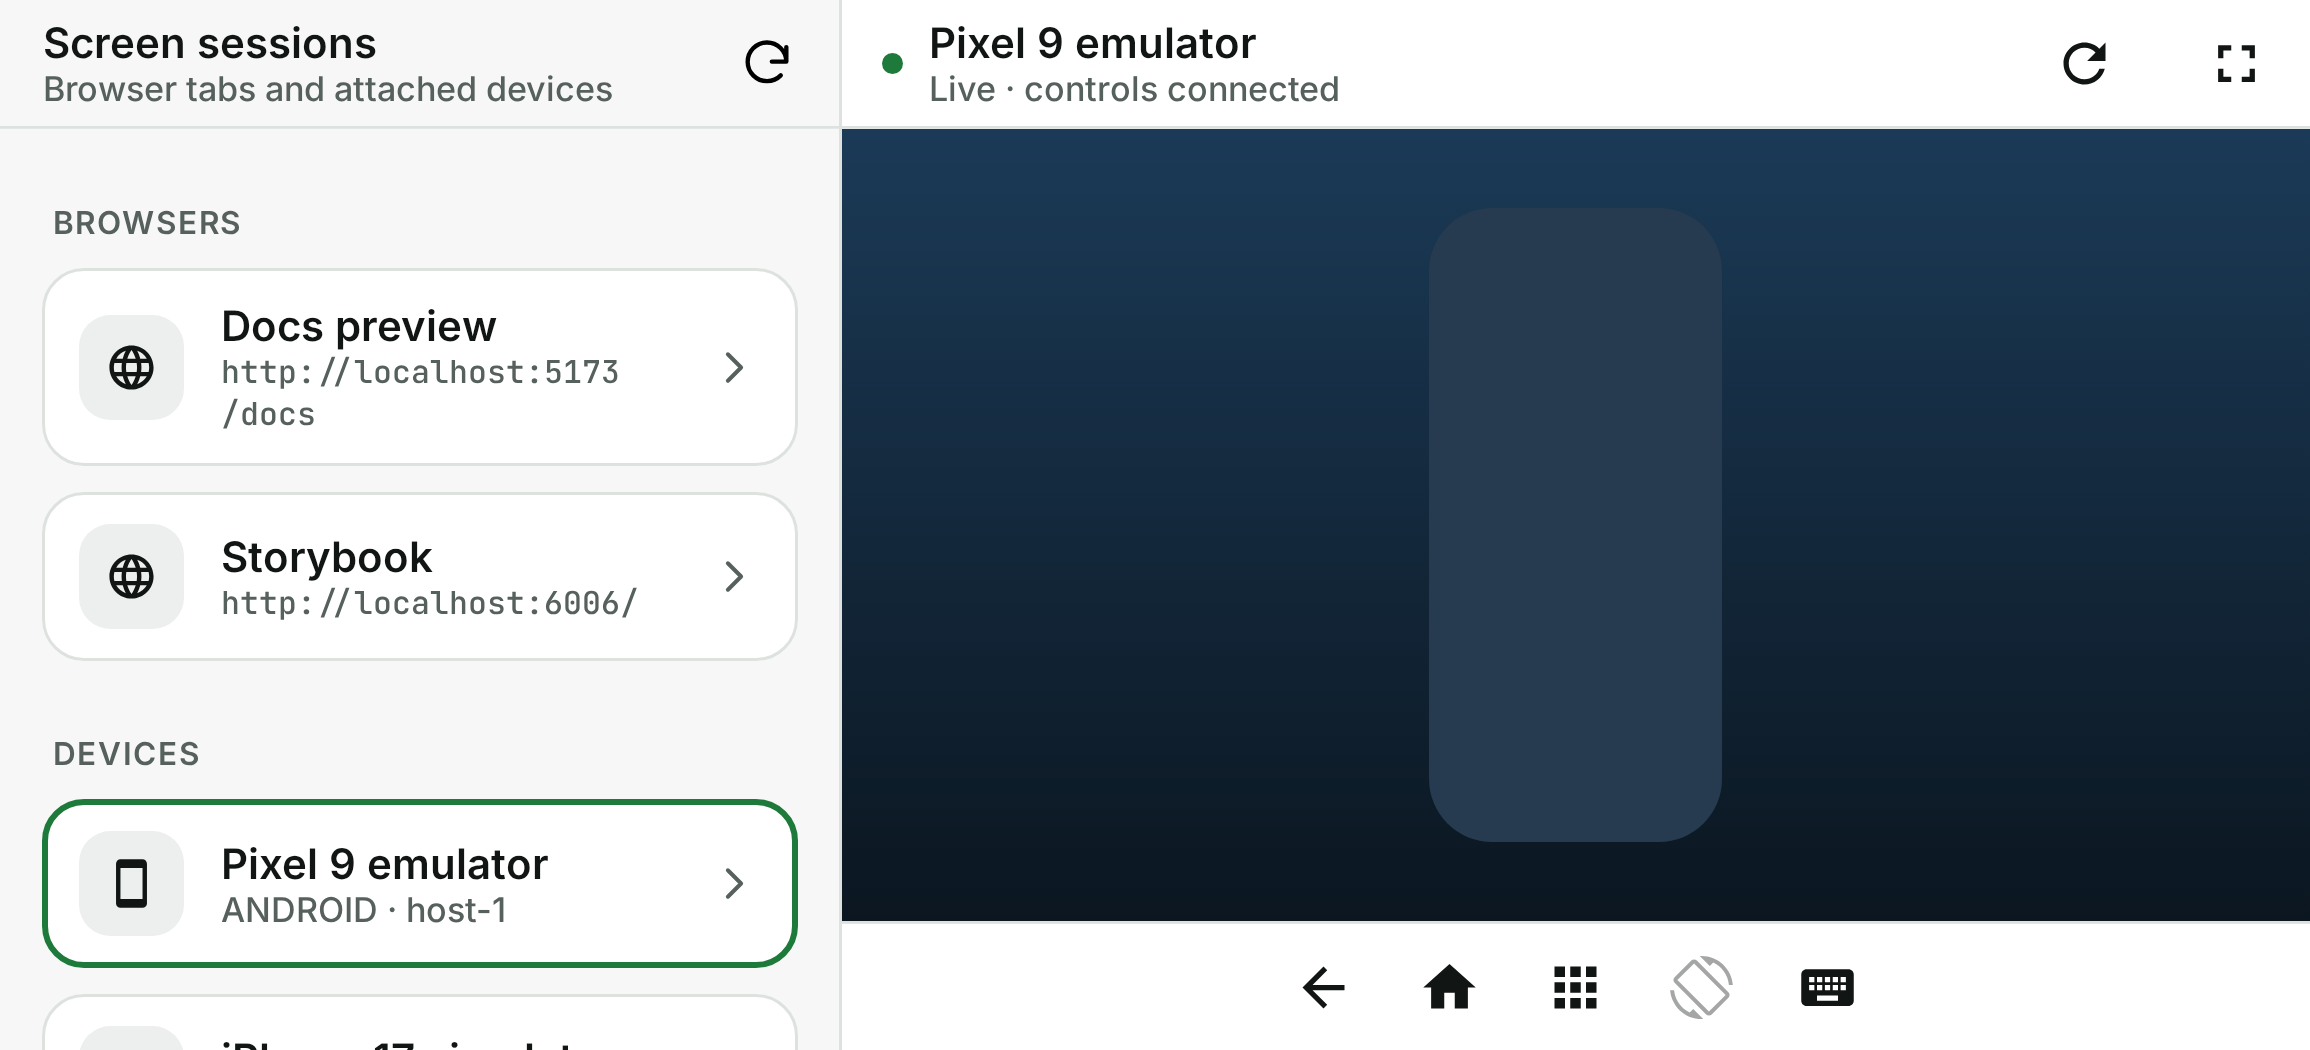 Screen sessions
Browser tabs and attached devices
BROWSERS
Docs preview
http://localhost:5173
/docs
Storybook
http://localhost:6006/
DEVICES
Pixel 9 emulator
ANDROID · host-1
Pixel 9 emulator
Live · controls connected